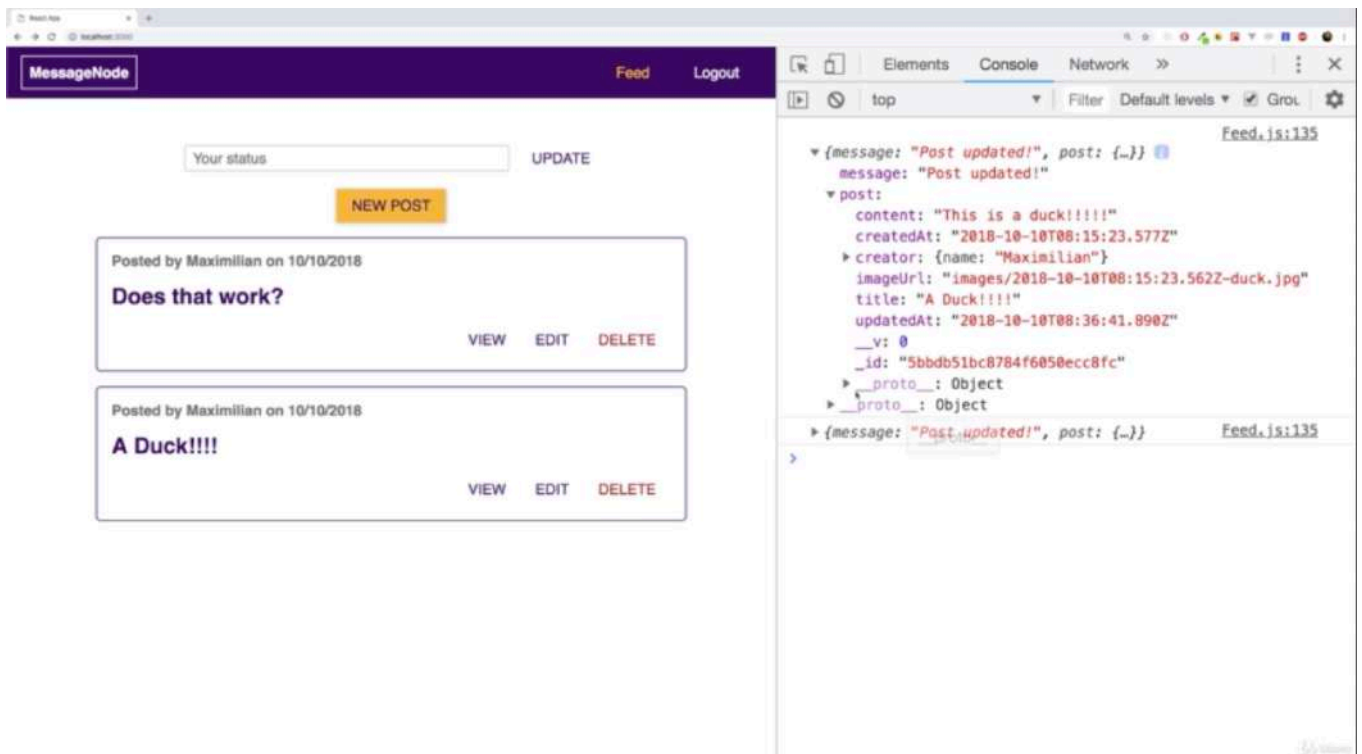 React App
localhost:3000
MessageNode Feed Logout
Your status UPDATE
NEW POST
Posted by Maximilian on 10/10/2018
Does that work?
VIEW EDIT DELETE
Posted by Maximilian on 10/10/2018
A Duck!!!!
VIEW EDIT DELETE
Elements Console Network »
top Filter Default levels ▼ Grou
Feed.js:135
▼{message: "Post updated!", post: {…}}
message: "Post updated!"
▼post:
content: "This is a duck!!!!!"
createdAt: "2018-10-10T08:15:23.577Z"
▶creator: {name: "Maximilian"}
imageUrl: "images/2018-10-10T08:15:23.562Z-duck.jpg"
title: "A Duck!!!!"
updatedAt: "2018-10-10T08:36:41.890Z"
__v: 0
_id: "5bbdb51bc8784f6050ecc8fc"
▶__proto__: Object
▶__proto__: Object
▶{message: "Post updated!", post: {…}} Feed.js:135